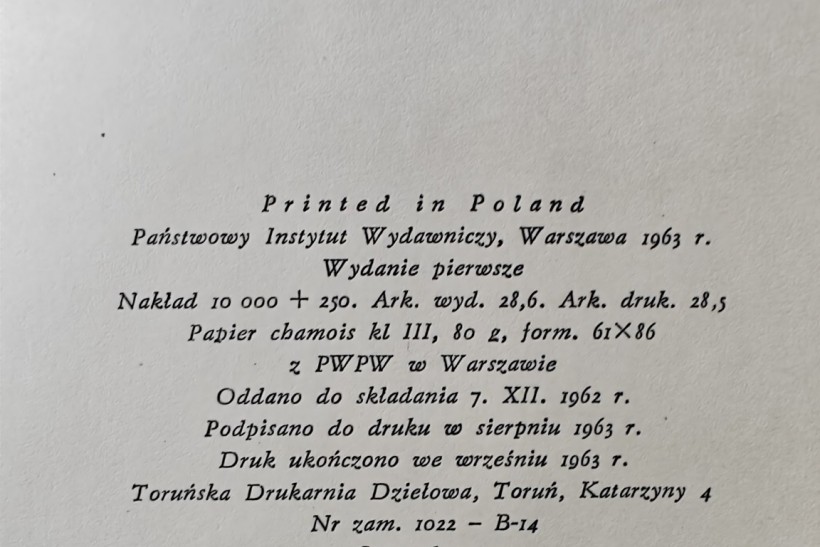 Printed in Poland
Państwowy Instytut Wydawniczy, Warszawa 1963 r.
Wydanie pierwsze
Nakład 10 000 + 250. Ark. wyd. 28,6. Ark. druk. 28,5
Papier chamois kl III, 80 g, form. 61×86
z PWPW w Warszawie
Oddano do składania 7. XII. 1962 r.
Podpisano do druku w sierpniu 1963 r.
Druk ukończono we wrześniu 1963 r.
Toruńska Drukarnia Dziełowa, Toruń, Katarzyny 4
Nr zam. 1022 – B-14